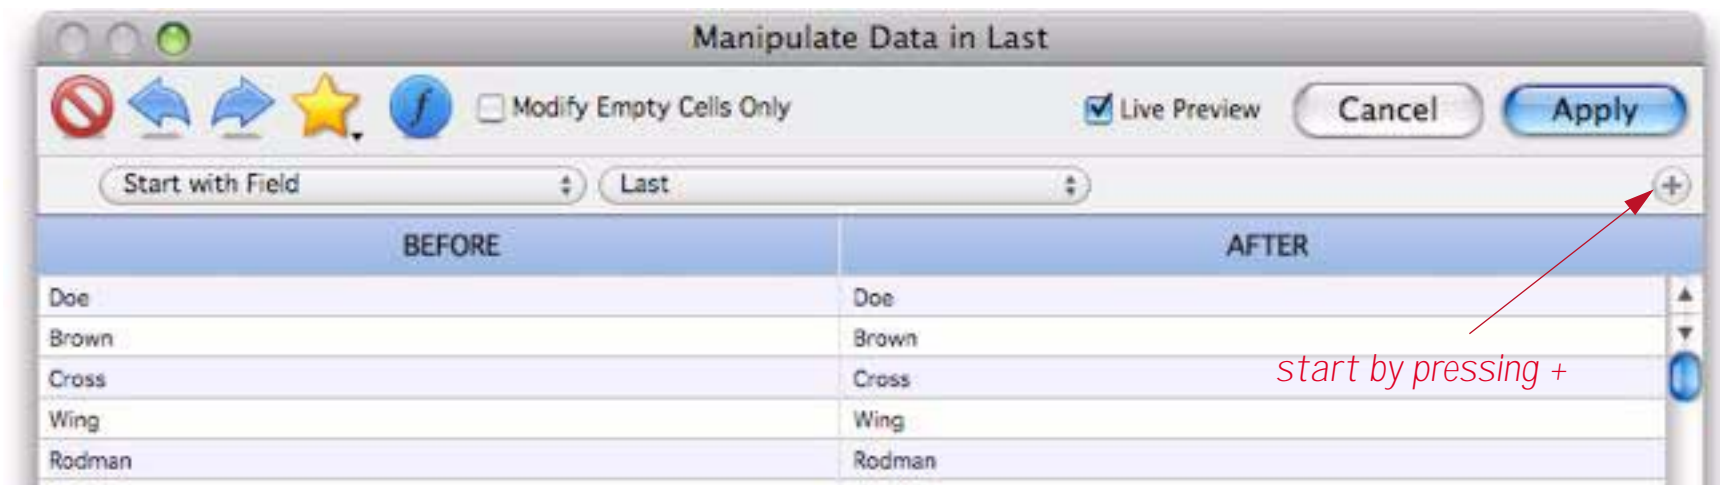 Manipulate Data in Last
f Modify Empty Cells Only Live Preview Cancel Apply
Start with Field Last +
BEFORE AFTER
Doe Doe
Brown Brown
start by pressing +
Cross Cross
Wing Wing
Rodman Rodman